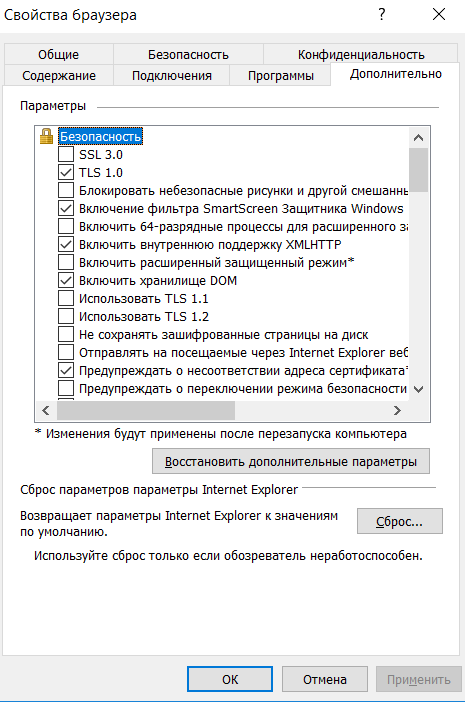 Свойства браузера
Общие Безопасность Конфиденциальность
Содержание Подключения Программы Дополнительно
Параметры
Безопасность
SSL 3.0
TLS 1.0
Блокировать небезопасные рисунки и другой смешанны
Включение фильтра SmartScreen Защитника Windows
Включить 64-разрядные процессы для расширенного за
Включить внутреннюю поддержку XMLHTTP
Включить расширенный защищенный режим*
Включить хранилище DOM
Использовать TLS 1.1
Использовать TLS 1.2
Не сохранять зашифрованные страницы на диск
Отправлять на посещаемые через Internet Explorer веб
Предупреждать о несоответствии адреса сертификата*
Предупреждать о переключении режима безопасности
* Изменения будут применены после перезапуска компьютера
Восстановить дополнительные параметры
Сброс параметров параметры Internet Explorer
Возвращает параметры Internet Explorer к значениям
по умолчанию.
Сброс...
Используйте сброс только если обозреватель неработоспособен.
ОК Отмена Применить